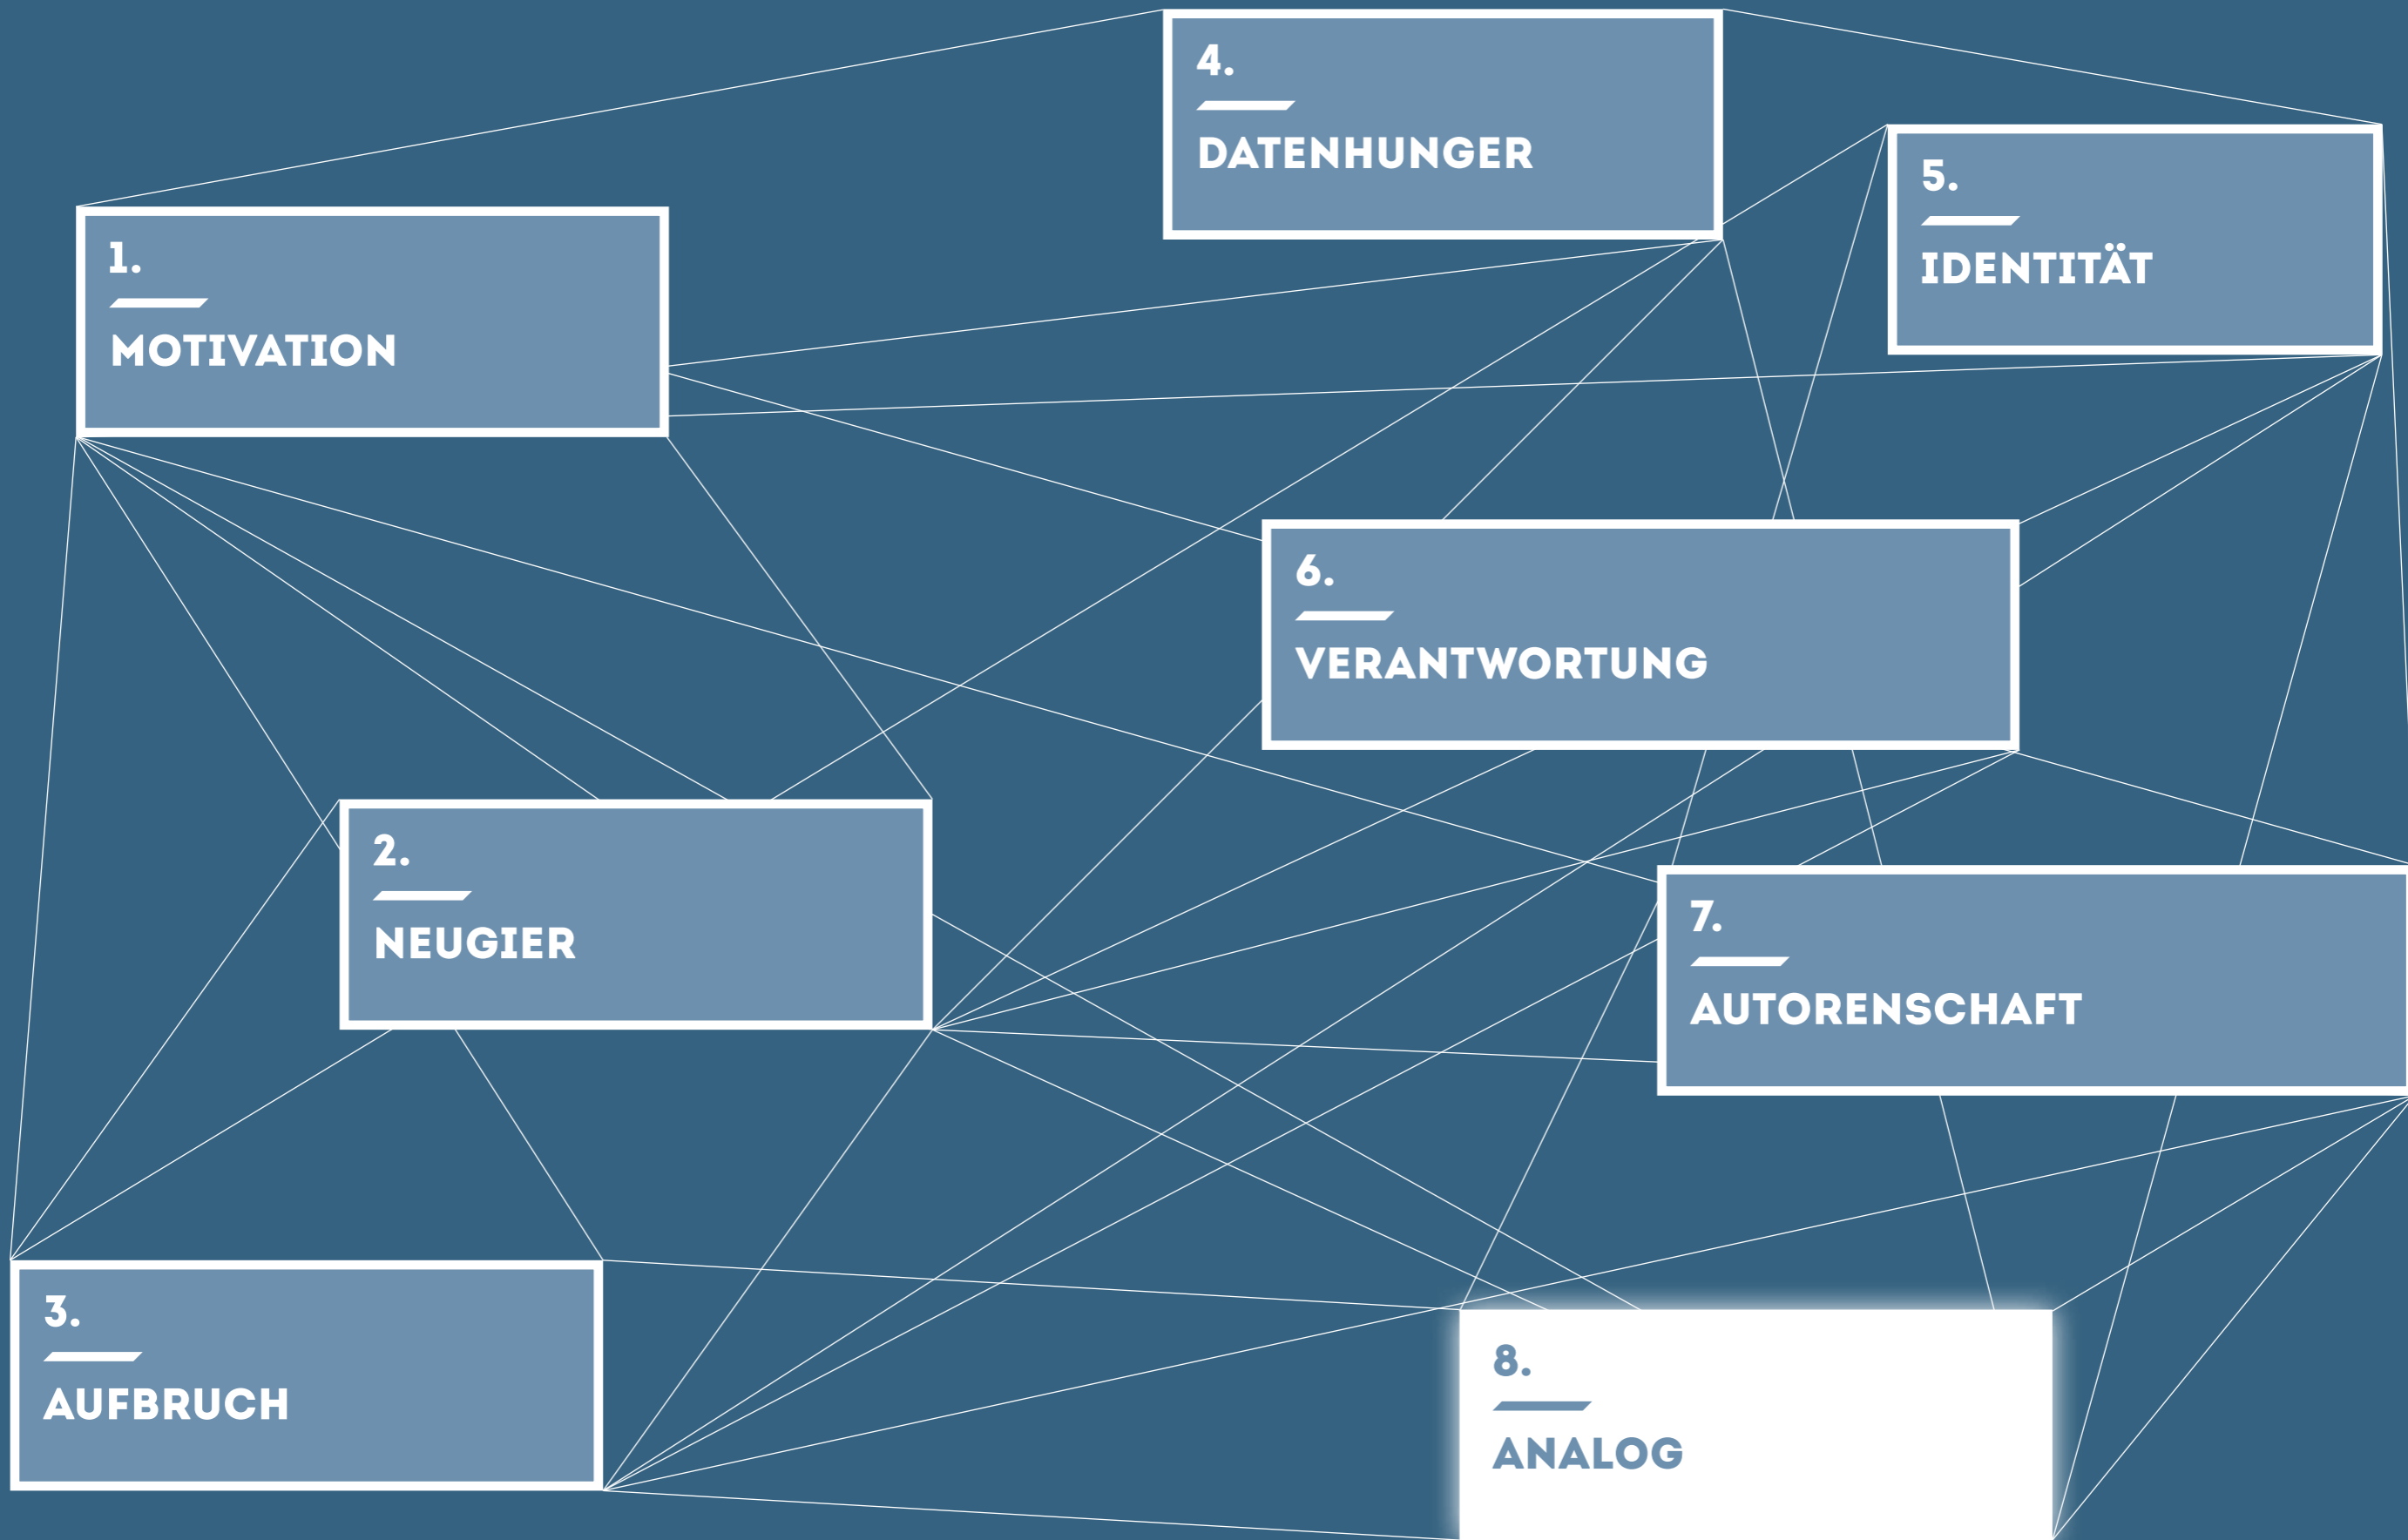 1.
MOTIVATION
2.
NEUGIER
3.
AUFBRUCH
4.
DATENHUNGER
5.
IDENTITÄT
6.
VERANTWORTUNG
7.
AUTORENSCHAFT
8.
ANALOG